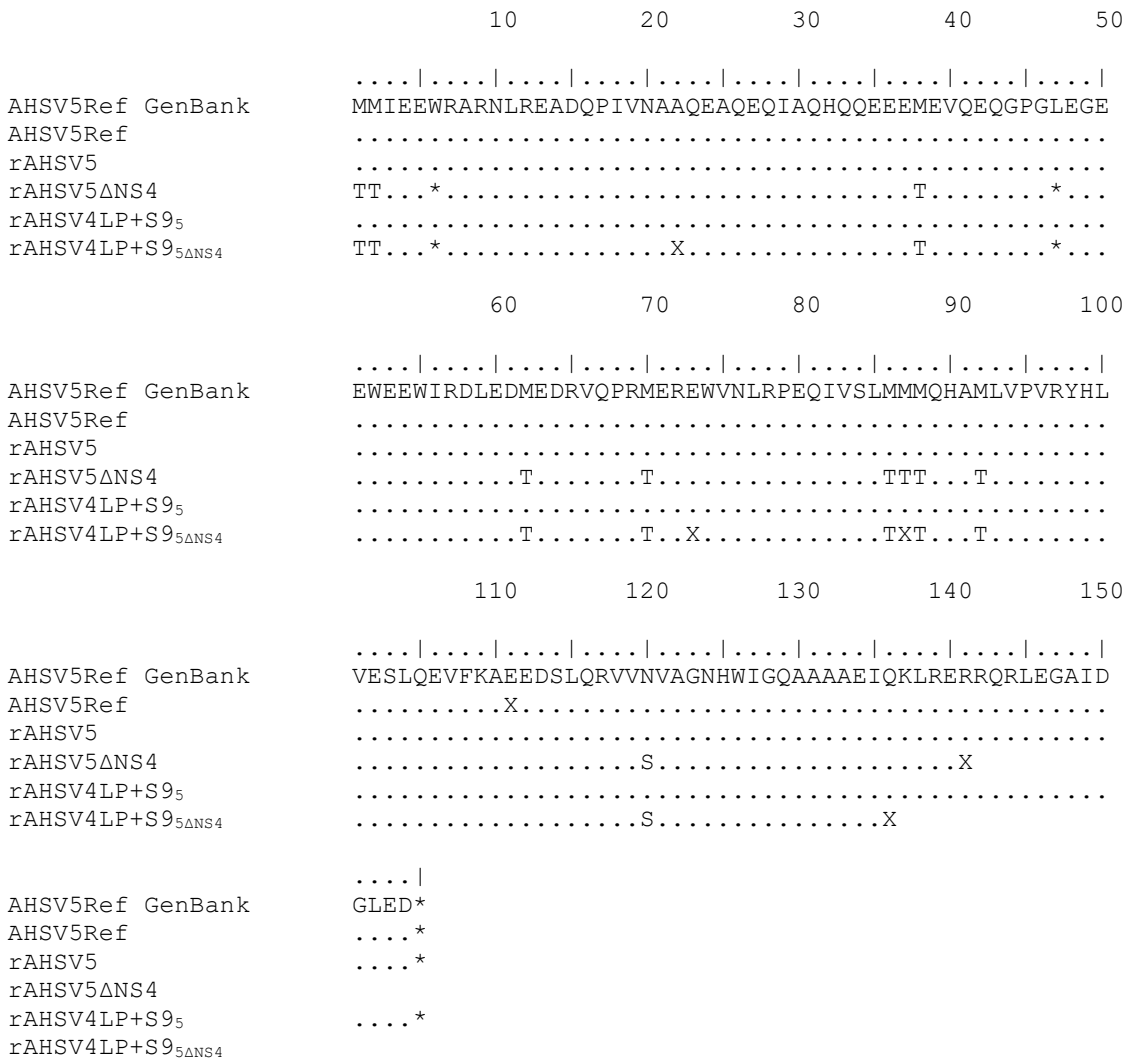 10 20 30 40 50
....|....|....|....|....|....|....|....|....|....|
AHSV5Ref GenBank MMIEEWRARNLREADQPIVNAAQEAQEQIAQHQQEEEMEVQEQGPGLEGE
AHSV5Ref ..................................................
rAHSV5 ..................................................
rAHSV5ΔNS4 TT...*...............................T........*...
rAHSV4LP+S9₅ ..................................................
rAHSV4LP+S9₅ΔNS4 TT...*...............X...............T........*...
60 70 80 90 100
....|....|....|....|....|....|....|....|....|....|
AHSV5Ref GenBank EWEEWIRDLEDMEDRVQPRMEREWVNLRPEQIVSLMMMQHAMLVPVRYHL
AHSV5Ref ..................................................
rAHSV5 ..................................................
rAHSV5ΔNS4 ...........T.......T...............TTT...T........
rAHSV4LP+S9₅ ..................................................
rAHSV4LP+S9₅ΔNS4 ...........T.......T..X............TXT...T........
110 120 130 140 150
....|....|....|....|....|....|....|....|....|....|
AHSV5Ref GenBank VESLQEVFKAEEDSLQRVVNVAGNHWIGQAAAAEIQKLRERRQRLEGAID
AHSV5Ref ..........X.......................................
rAHSV5 ..................................................
rAHSV5ΔNS4 ...................S....................X
rAHSV4LP+S9₅ ..................................................
rAHSV4LP+S9₅ΔNS4 ...................S...............X
....|
AHSV5Ref GenBank GLED*
AHSV5Ref ....*
rAHSV5 ....*
rAHSV5ΔNS4
rAHSV4LP+S9₅ ....*
rAHSV4LP+S9₅ΔNS4